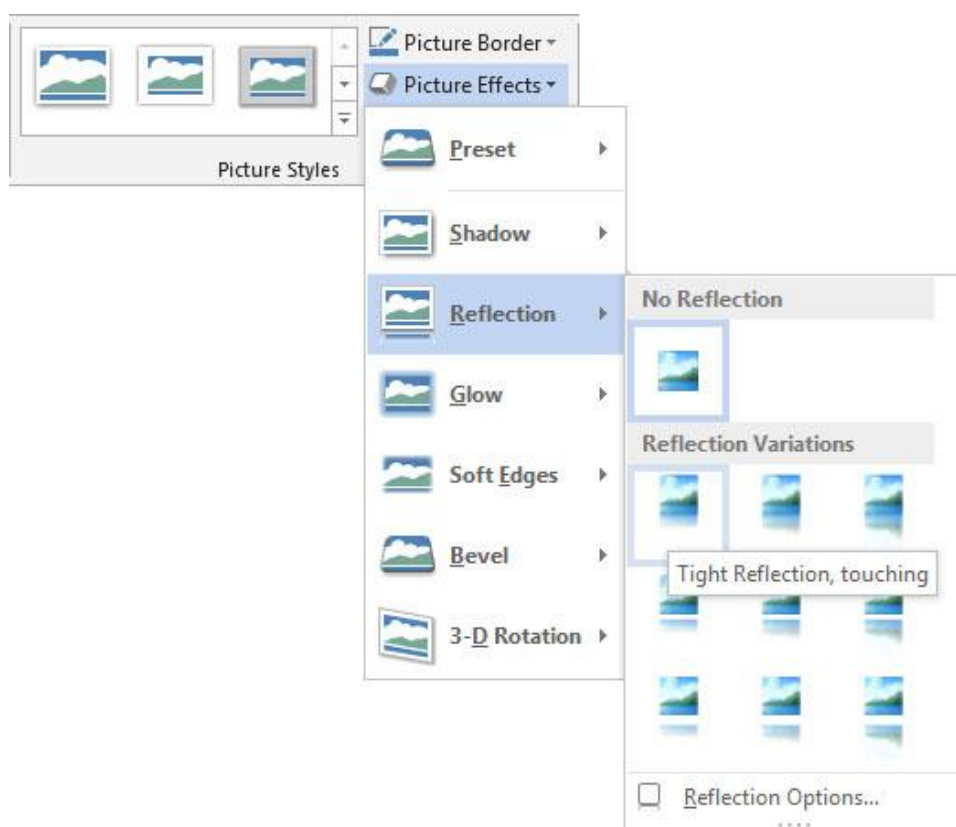 Picture Border
Picture Effects
Picture Styles
Preset
Shadow
Reflection
Glow
Soft Edges
Bevel
3-D Rotation
No Reflection
Reflection Variations
Tight Reflection, touching
Reflection Options...